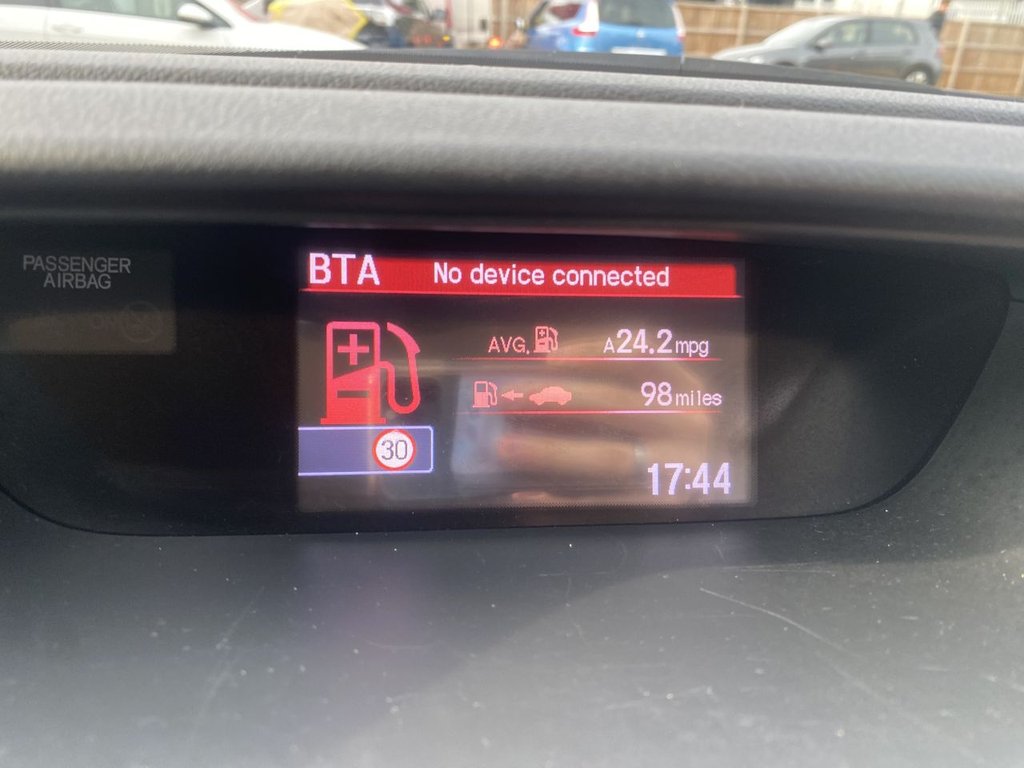 PASSENGER
AIRBAG
BTA No device connected
AVG. A24.2mpg
98miles
30
17:44